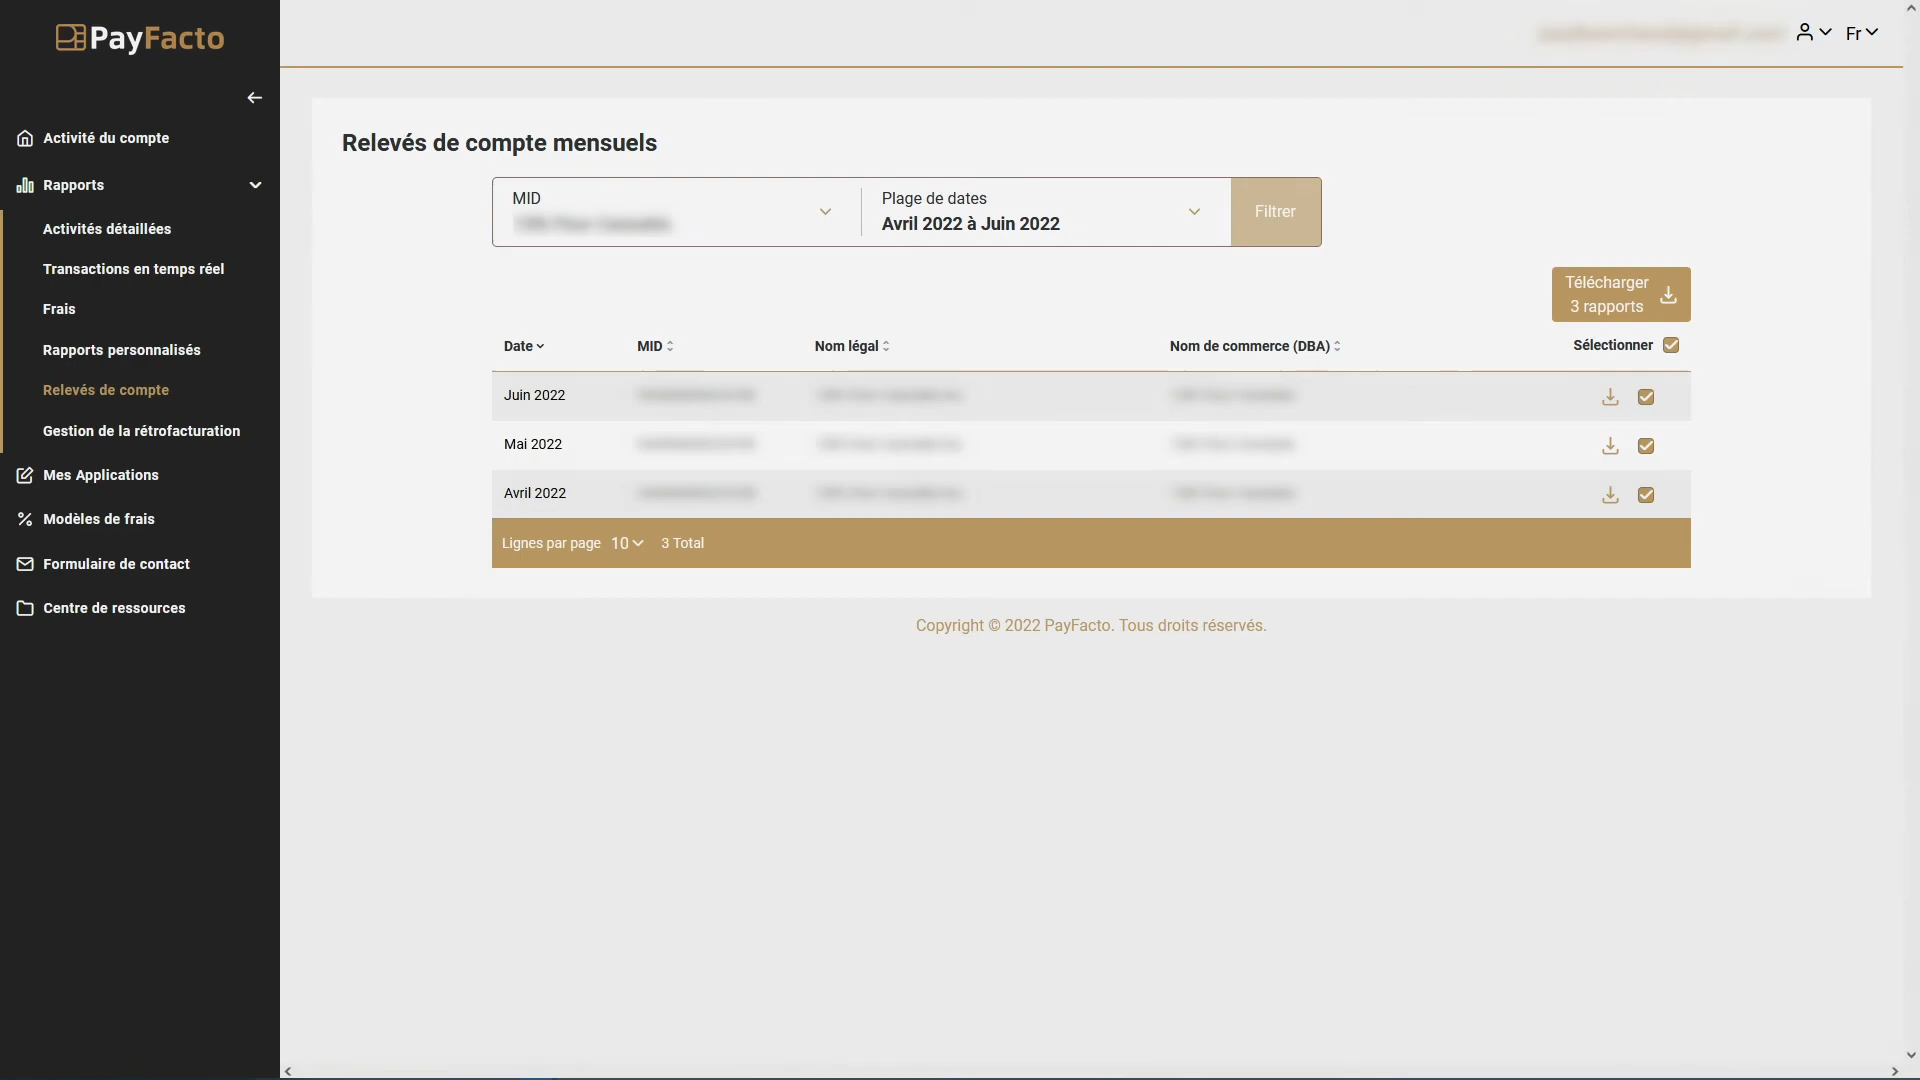 PayFacto
Fr
Activité du compte
Rapports
Activités détaillées
Transactions en temps réel
Frais
Rapports personnalisés
Relevés de compte
Gestion de la rétrofacturation
Mes Applications
Modèles de frais
Formulaire de contact
Centre de ressources
Relevés de compte mensuels
MID
Plage de dates
Avril 2022 à Juin 2022
Filtrer
Télécharger
3 rapports
Date MID Nom légal Nom de commerce (DBA) Sélectionner
Juin 2022
Mai 2022
Avril 2022
Lignes par page 10 3 Total
Copyright © 2022 PayFacto. Tous droits réservés.